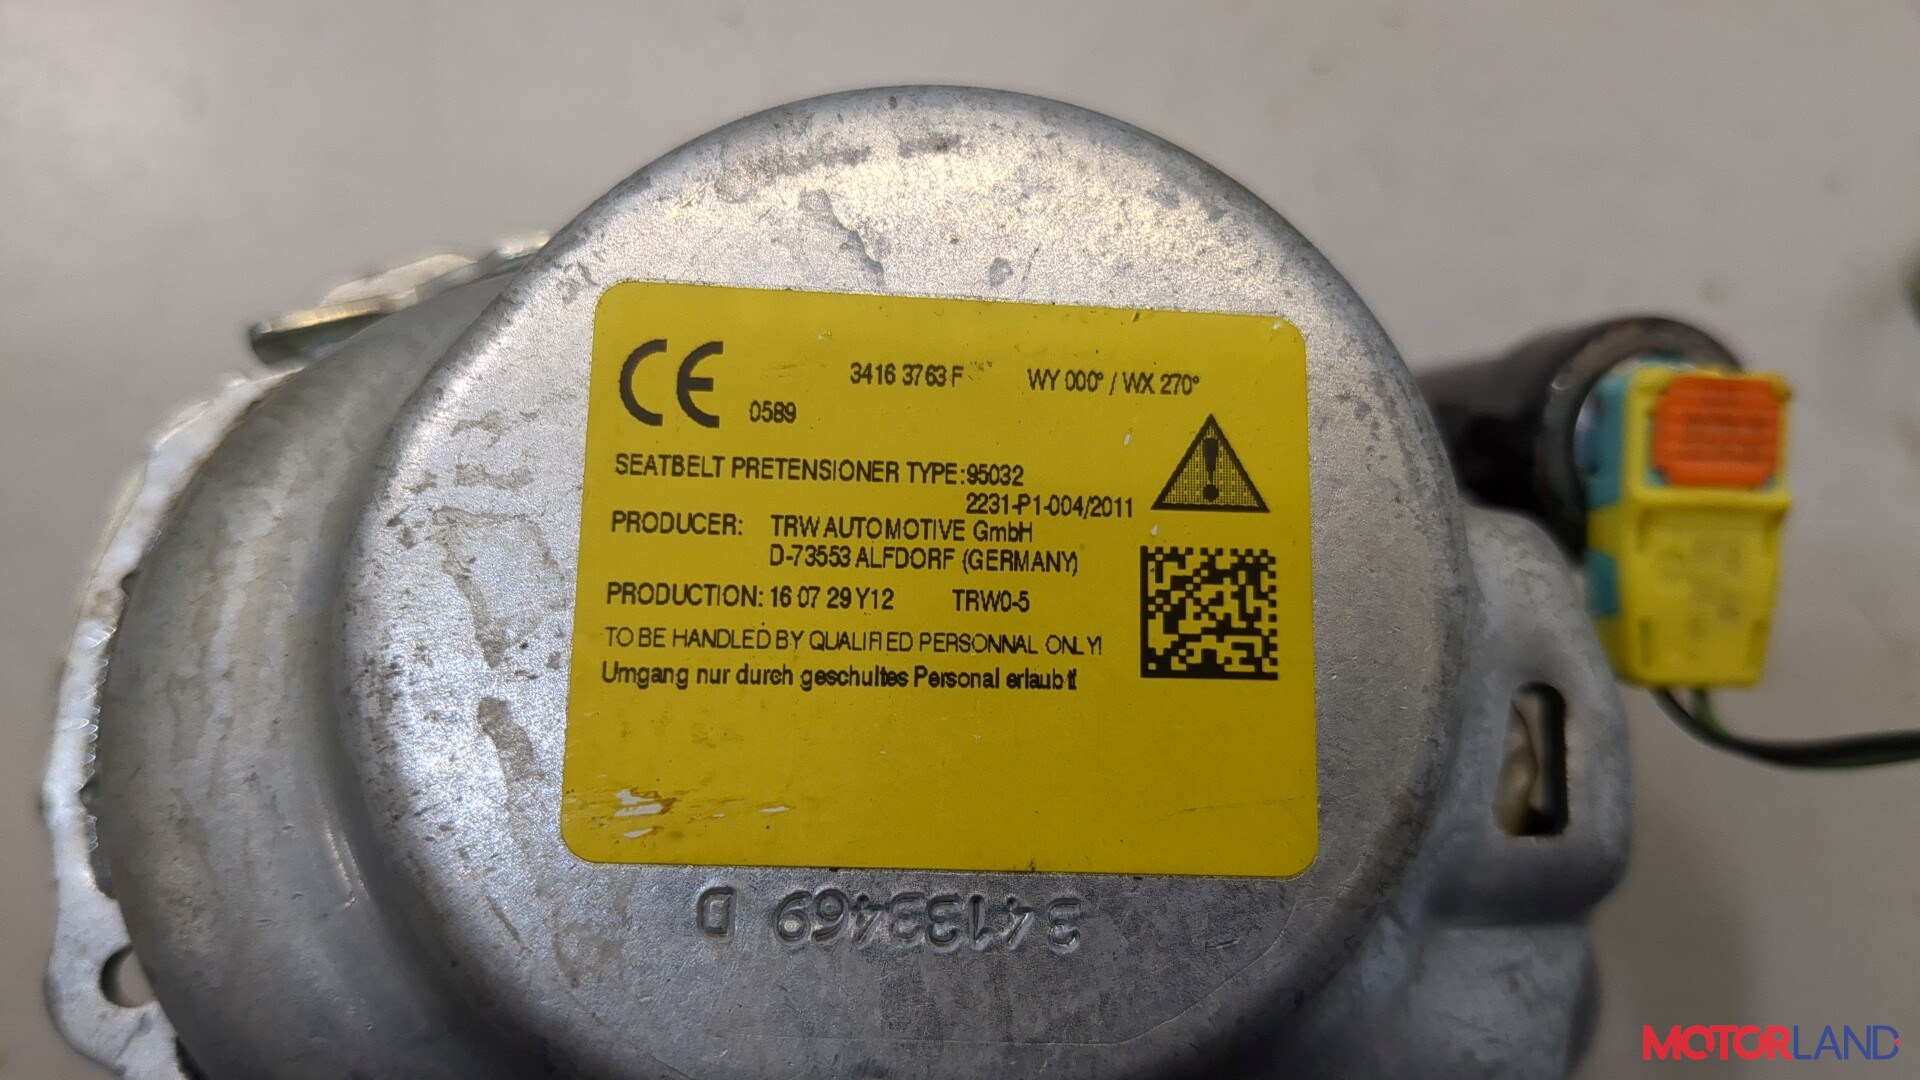 CE
0589
3416 3763 F
WY 000° / WX 270°
SEATBELT PRETENSIONER TYPE: 95032
2231-P1-004/2011
PRODUCER: TRW AUTOMOTIVE GmbH
D-73553 ALFDORF (GERMANY)
PRODUCTION: 16 07 29 Y12 TRW0-5
TO BE HANDLED BY QUALIFIED PERSONNAL ONLY!
Umgang nur durch geschultes Personal erlaubt!
34133469 D
MOTORLAND